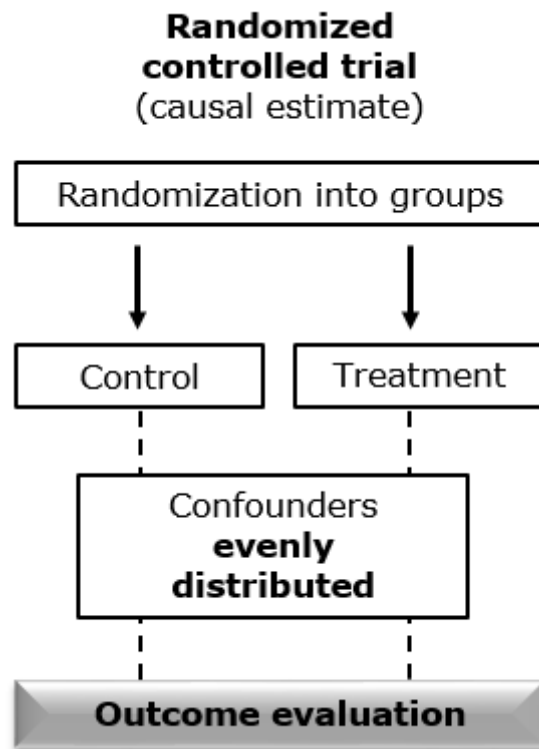 Randomized
controlled trial
(causal estimate)
Randomization into groups
Control
Treatment
Confounders
evenly
distributed
Outcome evaluation